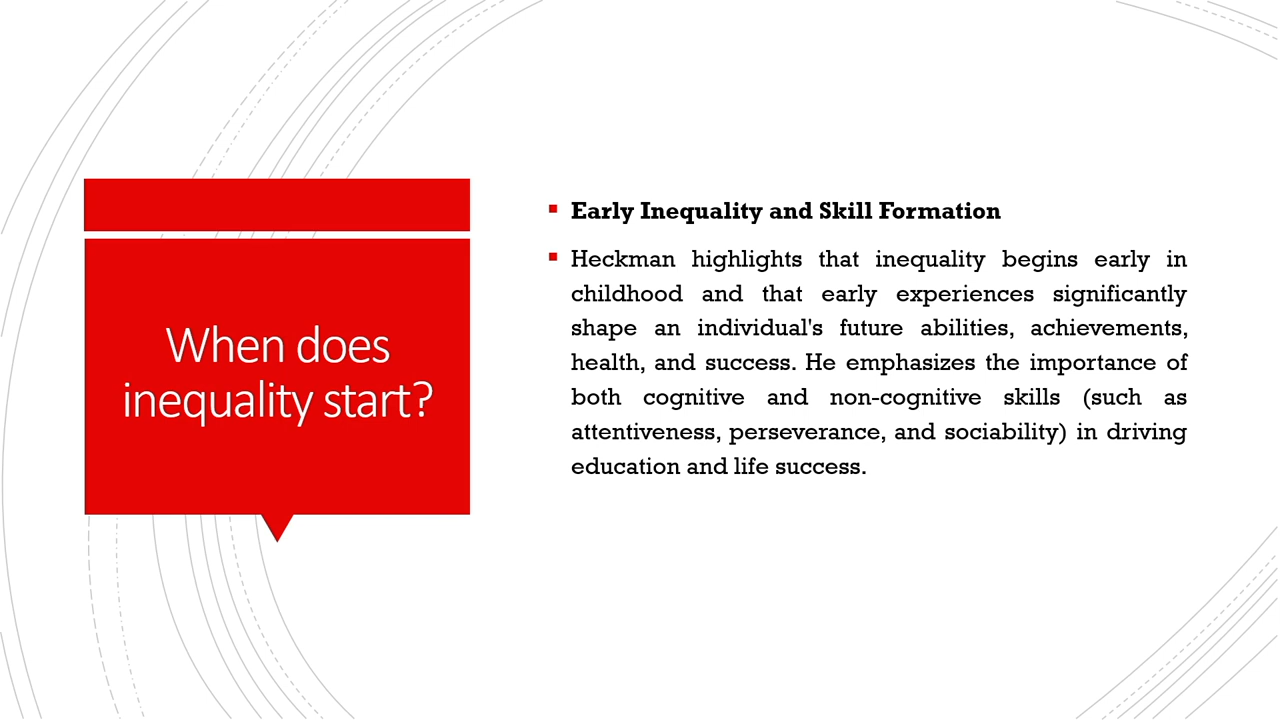 When does
inequality start?
Early Inequality and Skill Formation
Heckman highlights that inequality begins early in
childhood and that early experiences significantly
shape an individual's future abilities, achievements,
health, and success. He emphasizes the importance of
both cognitive and non-cognitive skills (such as
attentiveness, perseverance, and sociability) in driving
education and life success.